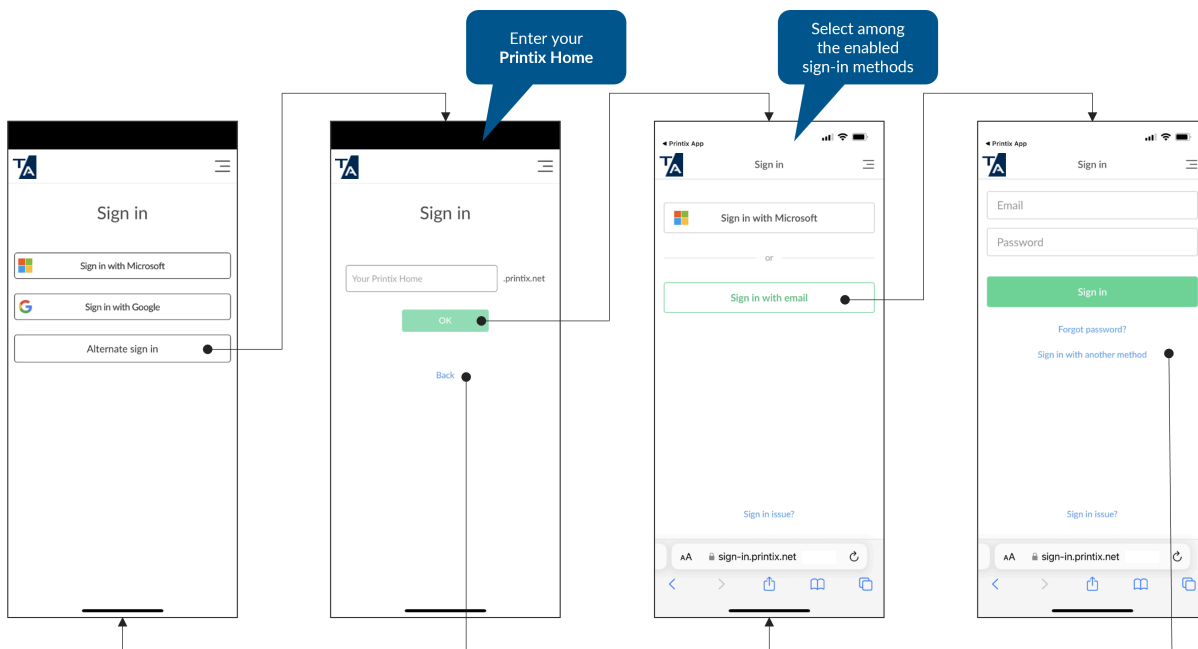 Enter your
Printix Home
Select among
the enabled
sign-in methods
TA
Sign in
Sign in with Microsoft
Sign in with Google
Alternate sign in
TA
Sign in
Your Printix Home
.printix.net
OK
Back
Printix App
TA
Sign in
Sign in with Microsoft
or
Sign in with email
Sign in issue?
AA
sign-in.printix.net
Printix App
TA
Sign in
Email
Password
Sign in
Forgot password?
Sign in with another method
Sign in issue?
AA
sign-in.printix.net